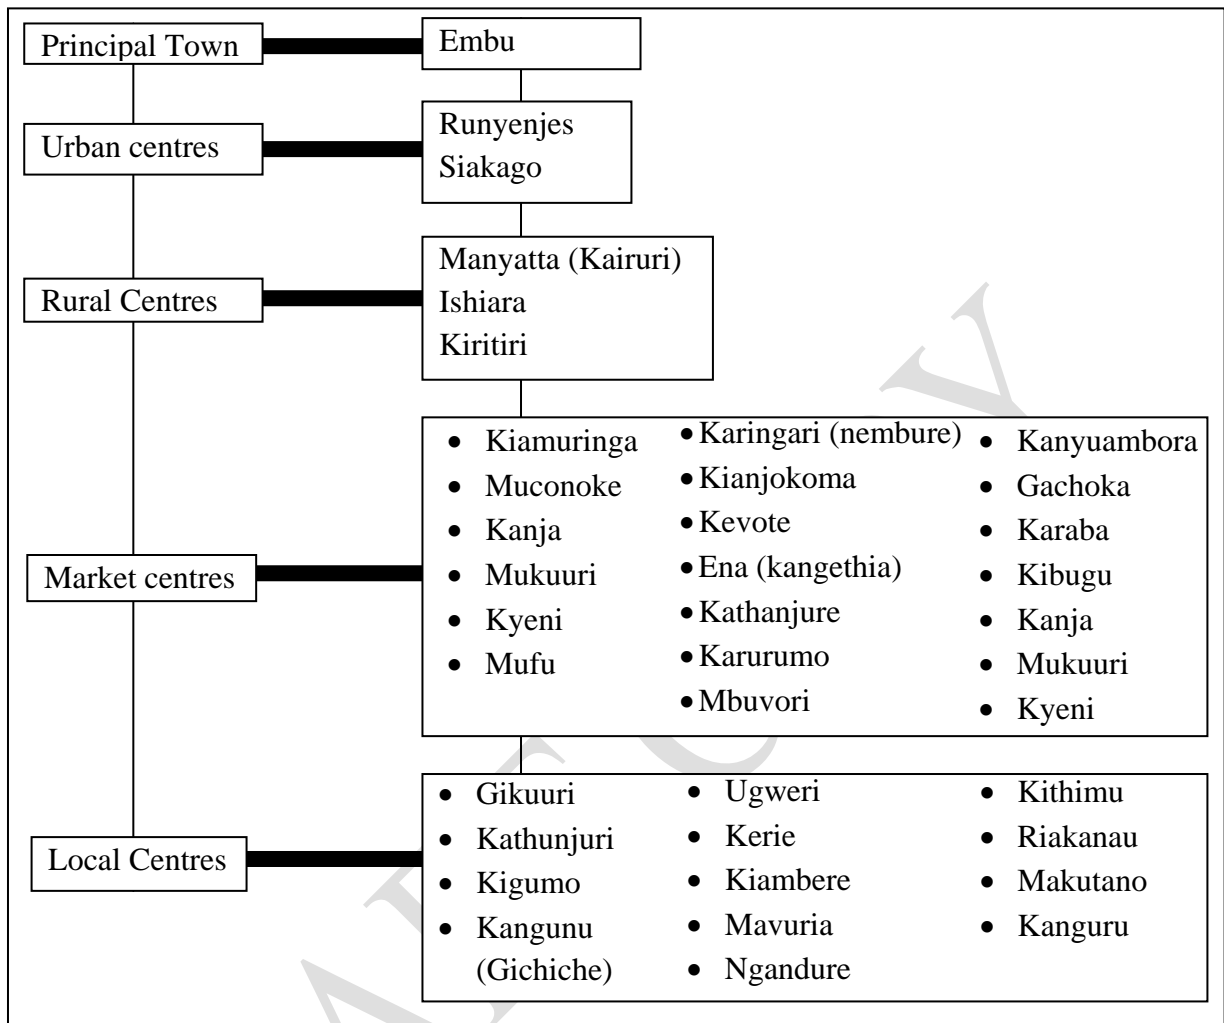 Principal Town
Embu
Urban centres
Runyenjes
Siakago
Rural Centres
Manyatta (Kairuri)
Ishiara
Kiritiri
Market centres
• Kiamuringa
• Muconoke
• Kanja
• Mukuuri
• Kyeni
• Mufu
• Karingari (nembure)
• Kianjokoma
• Kevote
• Ena (kangethia)
• Kathanjure
• Karurumo
• Mbuvori
• Kanyuambora
• Gachoka
• Karaba
• Kibugu
• Kanja
• Mukuuri
• Kyeni
Local Centres
• Gikuuri
• Kathunjuri
• Kigumo
• Kangunu
(Gichiche)
• Ugweri
• Kerie
• Kiambere
• Mavuria
• Ngandure
• Kithimu
• Riakanau
• Makutano
• Kanguru